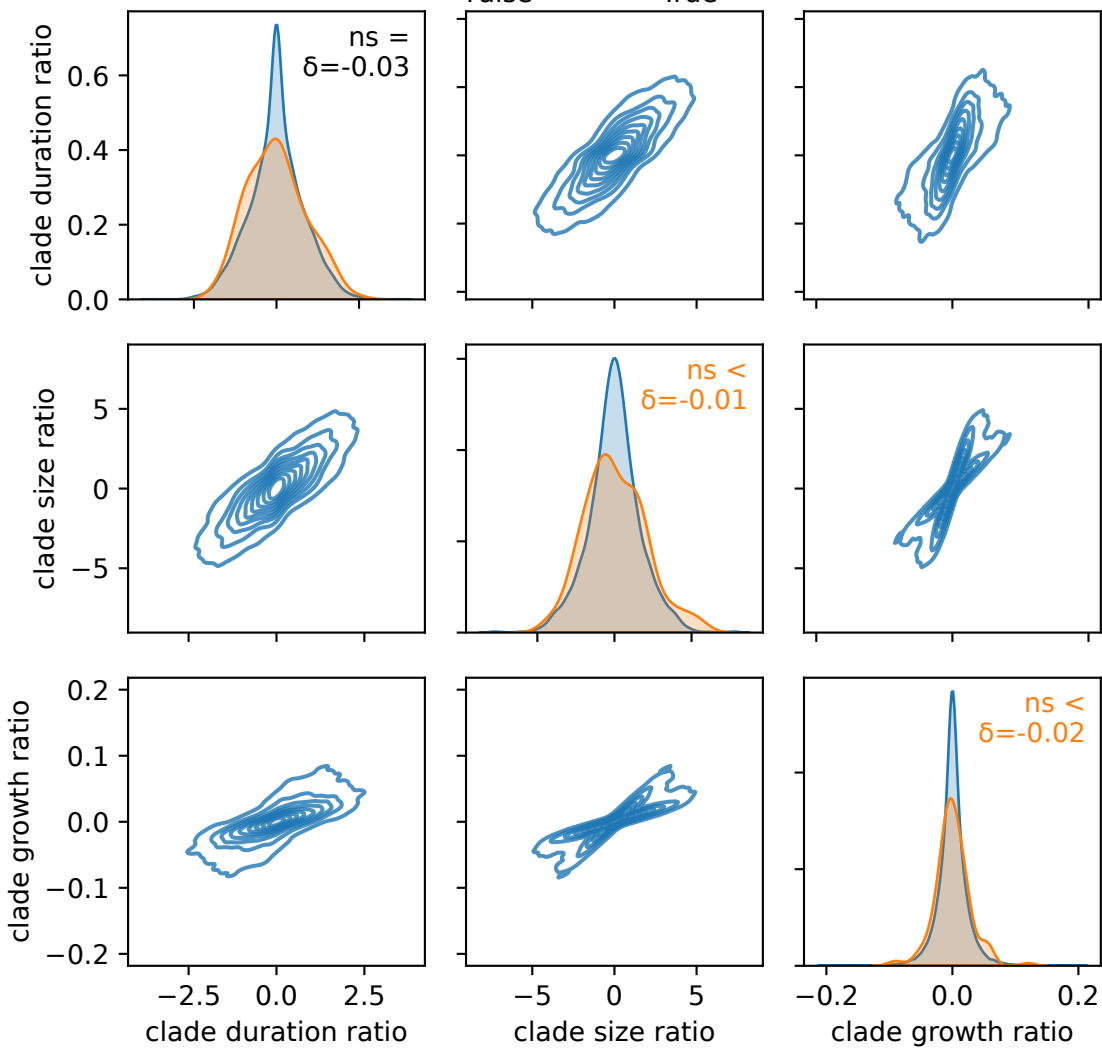 ns =
δ=-0.03
clade duration ratio
0.6
0.4
0.2
0.0
ns <
δ=-0.01
clade size ratio
5
0
−5
ns <
δ=-0.02
clade growth ratio
0.2
0.1
0.0
−0.1
−0.2
−2.5 0.0 2.5
−5 0 5
−0.2 0.0 0.2
clade duration ratio
clade size ratio
clade growth ratio